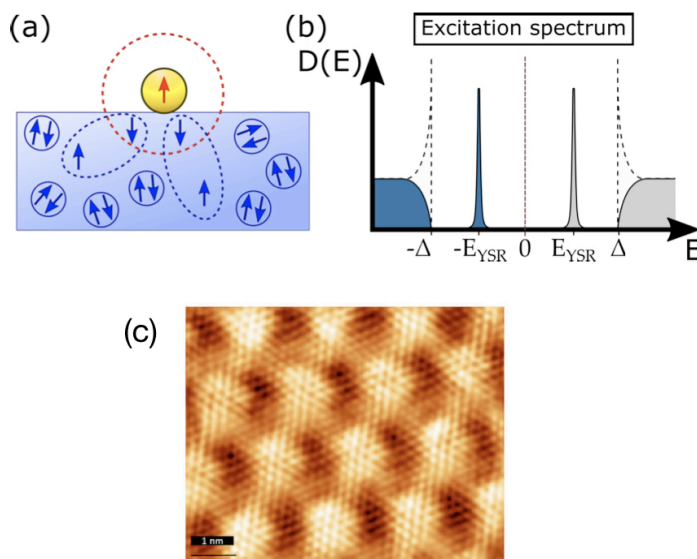 (a)
(b)
Excitation spectrum
D(E)
-Δ -E_YSR 0 E_YSR Δ E
(c)
1 nm